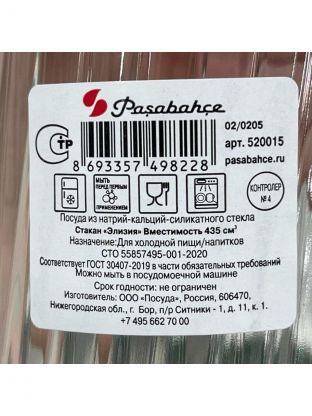 Paşabahçe
02/0205
арт. 520015
pasabahce.ru
СТР
8 693357 498228
МЫТЬ
ПЕРЕД ПЕРВЫМ
ПРИМЕНЕНИЕМ
КОНТРОЛЕР
№ 4
Посуда из натрий-кальций-силикатного стекла
Стакан «Элизия» Вместимость 435 см³
Назначение:Для холодной пищи/напитков
СТО 55857495-001-2020
Соответствует ГОСТ 30407-2019 в части обязательных требований
Можно мыть в посудомоечной машине
Срок годности: не ограничен
Изготовитель: ООО «Посуда», Россия, 606470,
Нижегородская обл., г. Бор, п/р Ситники - 1, д. 11, к. 1.
+7 495 662 70 00